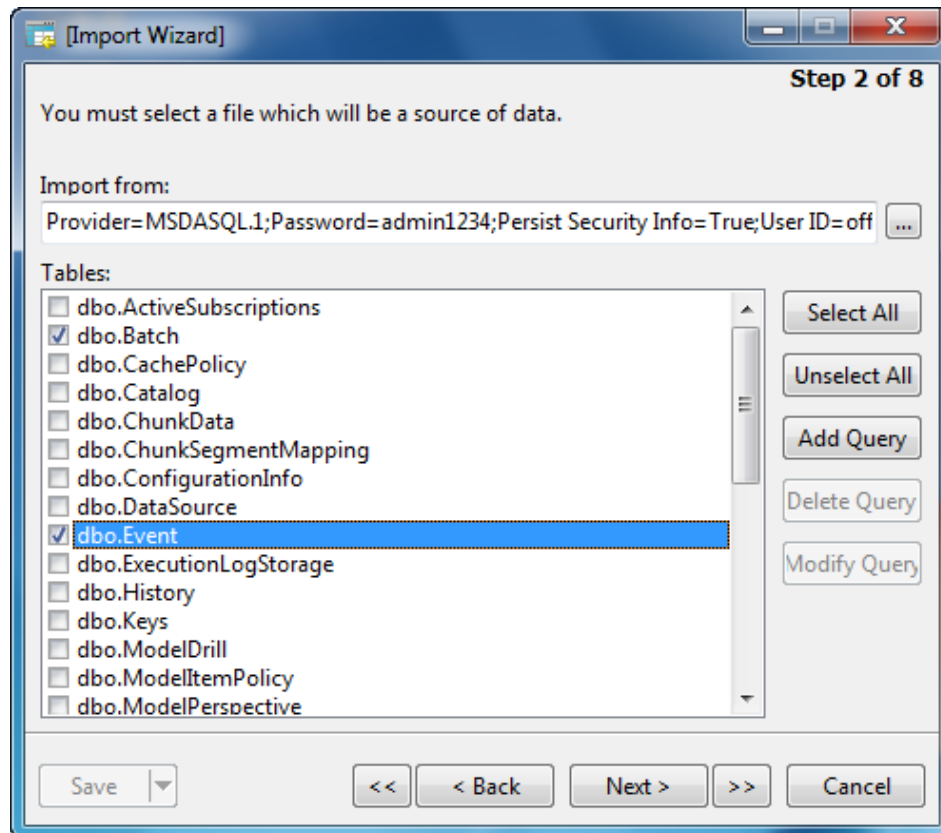 [Import Wizard]
Step 2 of 8
You must select a file which will be a source of data.
Import from:
Provider=MSDASQL.1;Password=admin1234;Persist Security Info=True;User ID=off
...
Tables:
dbo.ActiveSubscriptions
dbo.Batch
dbo.CachePolicy
dbo.Catalog
dbo.ChunkData
dbo.ChunkSegmentMapping
dbo.ConfigurationInfo
dbo.DataSource
dbo.Event
dbo.ExecutionLogStorage
dbo.History
dbo.Keys
dbo.ModelDrill
dbo.ModelItemPolicy
dbo.ModelPerspective
Select All
Unselect All
Add Query
Delete Query
Modify Query
Save
<<
< Back
Next >
>>
Cancel